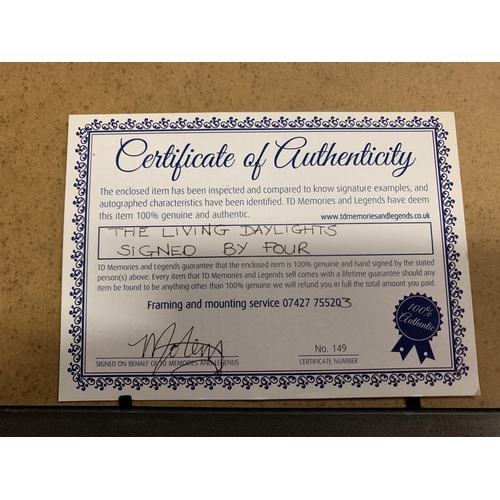 Certificate of Authenticity
The enclosed item has been inspected and compared to know signature examples, and
autographed characteristics have been identified. TD Memories and Legends have deem
this item 100% genuine and authentic. www.tdmemoriesandlegends.co.uk
THE LIVING DAYLIGHTS
SIGNED BY FOUR
TD Memories and Legends guarantee that the enclosed item is 100% genuine and hand signed by the stated
person(s) above. Every item that TD Memories and Legends sell comes with a lifetime guarantee should any
item be found to be anything other than 100% genuine we will refund you in full the total amount you paid.
Framing and mounting service 07427 755203
100%
Authentic
No. 149
SIGNED ON BEHALF OF TD MEMORIES AND LEGENDS
CERTIFICATE NUMBER